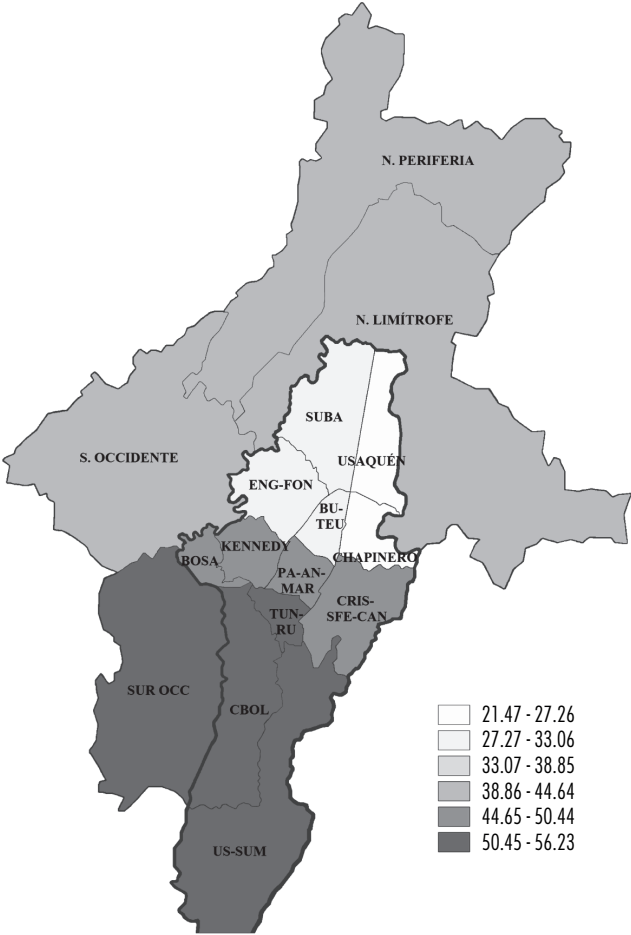 N. PERIFERIA
N. LIMÍTROFE
SUBA
S. OCCIDENTE
USAQUÉN
ENG-FON
BU-
TEU
KENNEDY
BOSA
CHAPINERO
PA-AN-
MAR
CRIS-
SFE-CAN
TUN-
RU
SUR OCC
CBOL
US-SUM
21.47 - 27.26
27.27 - 33.06
33.07 - 38.85
38.86 - 44.64
44.65 - 50.44
50.45 - 56.23